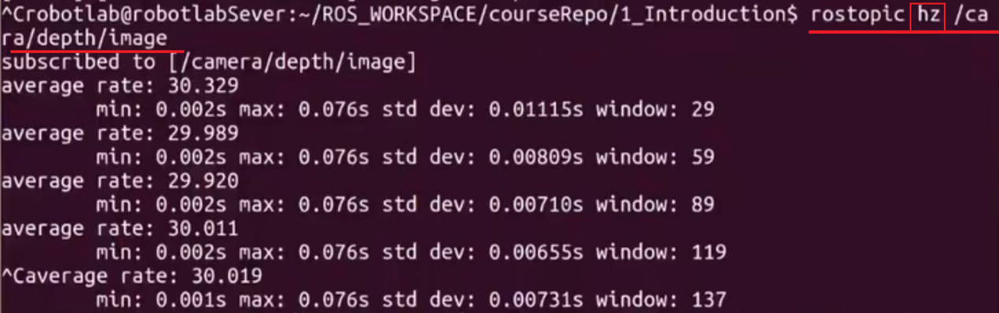 ^Crobotlab@robotlabSever:~/ROS_WORKSPACE/courseRepo/1_Introduction$ rostopic hz /ca
ra/depth/image
subscribed to [/camera/depth/image]
average rate: 30.329
        min: 0.002s max: 0.076s std dev: 0.01115s window: 29
average rate: 29.989
        min: 0.002s max: 0.076s std dev: 0.00809s window: 59
average rate: 29.920
        min: 0.002s max: 0.076s std dev: 0.00710s window: 89
average rate: 30.011
        min: 0.002s max: 0.076s std dev: 0.00655s window: 119
^Caverage rate: 30.019
        min: 0.001s max: 0.076s std dev: 0.00731s window: 137